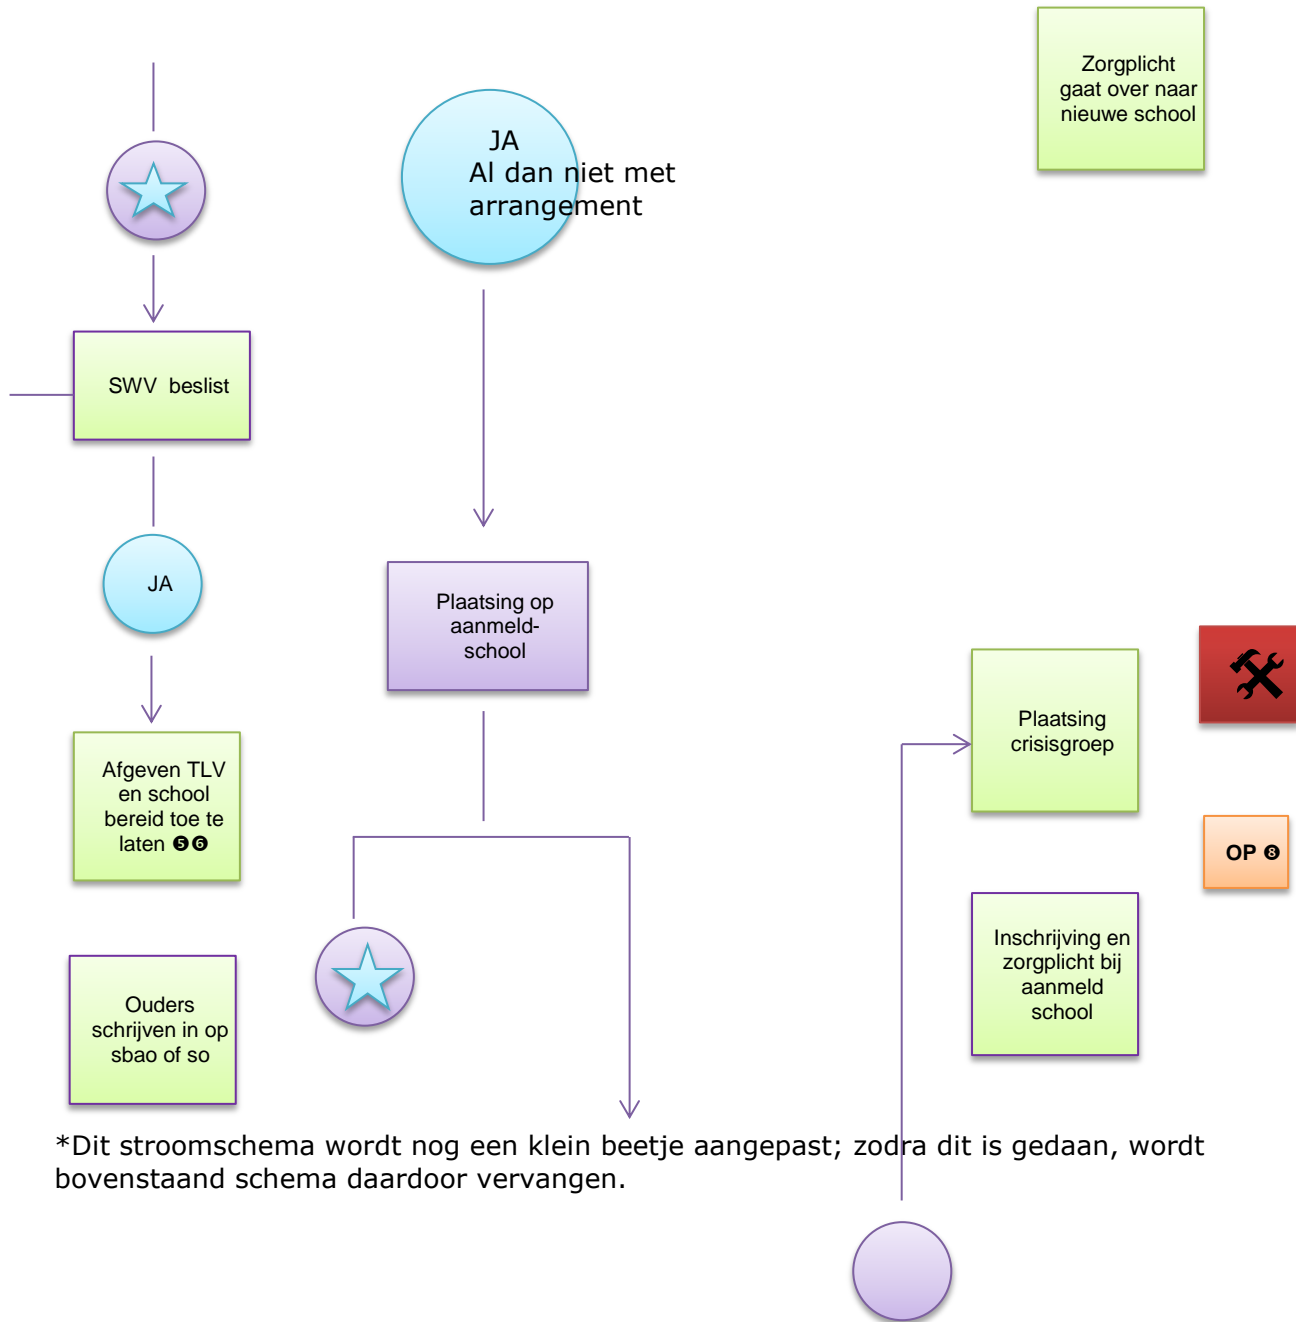 Zorgplicht
gaat over naar
nieuwe school
JA
Al dan niet met
arrangement
SWV beslist
JA
Plaatsing op
aanmeld-
school
Afgeven TLV
en school
bereid toe te
laten ❺❻
Plaatsing
crisisgroep
OP ❽
Ouders
schrijven in op
sbao of so
Inschrijving en
zorgplicht bij
aanmeld
school
*Dit stroomschema wordt nog een klein beetje aangepast; zodra dit is gedaan, wordt
bovenstaand schema daardoor vervangen.